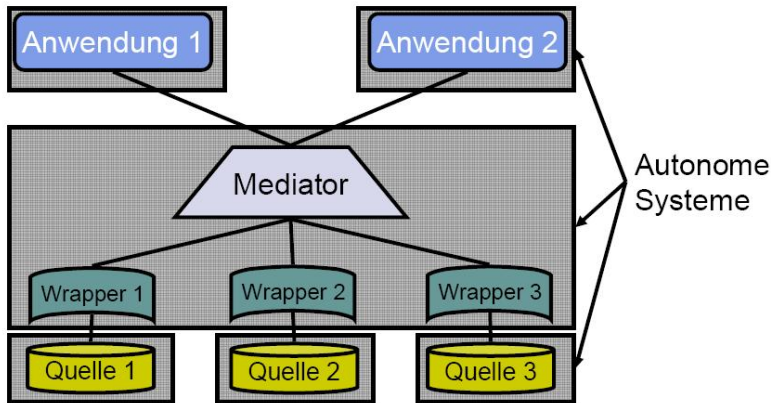 Anwendung 1
Anwendung 2
Mediator
Autonome
Systeme
Wrapper 1
Wrapper 2
Wrapper 3
Quelle 1
Quelle 2
Quelle 3